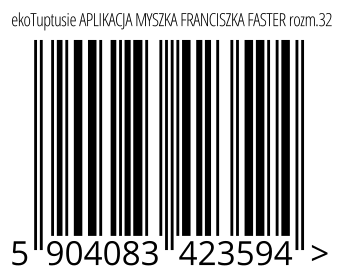 ekoTuptusie APLIKACJA MYSZKA FRANCISZKA FASTER rozm.32
5 904083 423594 >